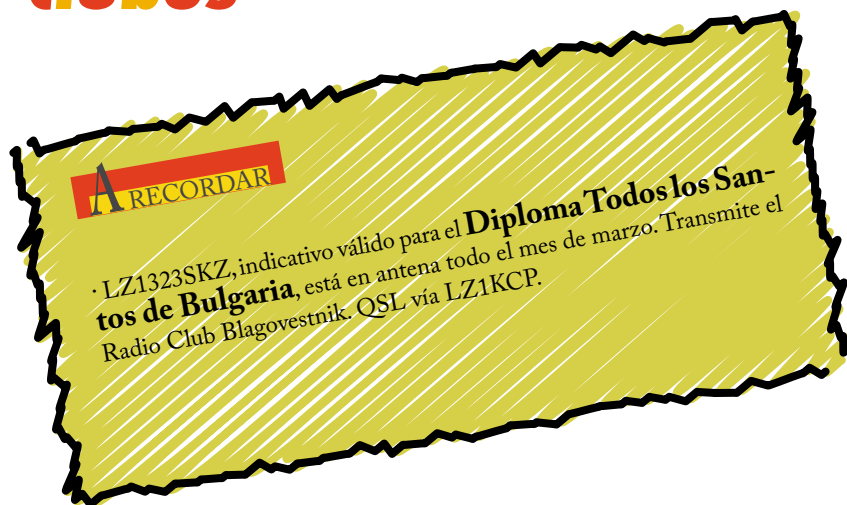 A RECORDAR
· LZ1323SKZ, indicativo válido para el Diploma Todos los San-
tos de Bulgaria, está en antena todo el mes de marzo. Transmite el
Radio Club Blagovestnik. QSL vía LZ1KCP.